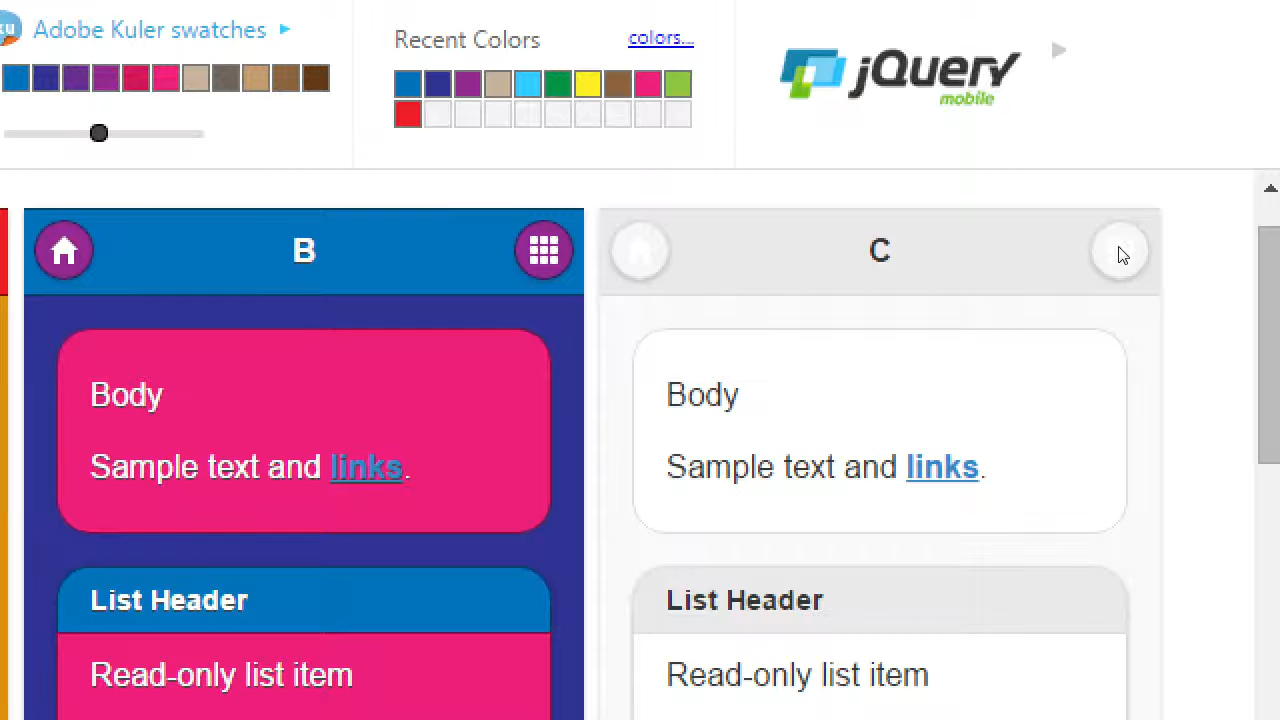 ku Adobe Kuler swatches
Recent Colors colors...
jQuery
mobile
B
C
Body
Sample text and links.
Body
Sample text and links.
List Header
Read-only list item
List Header
Read-only list item